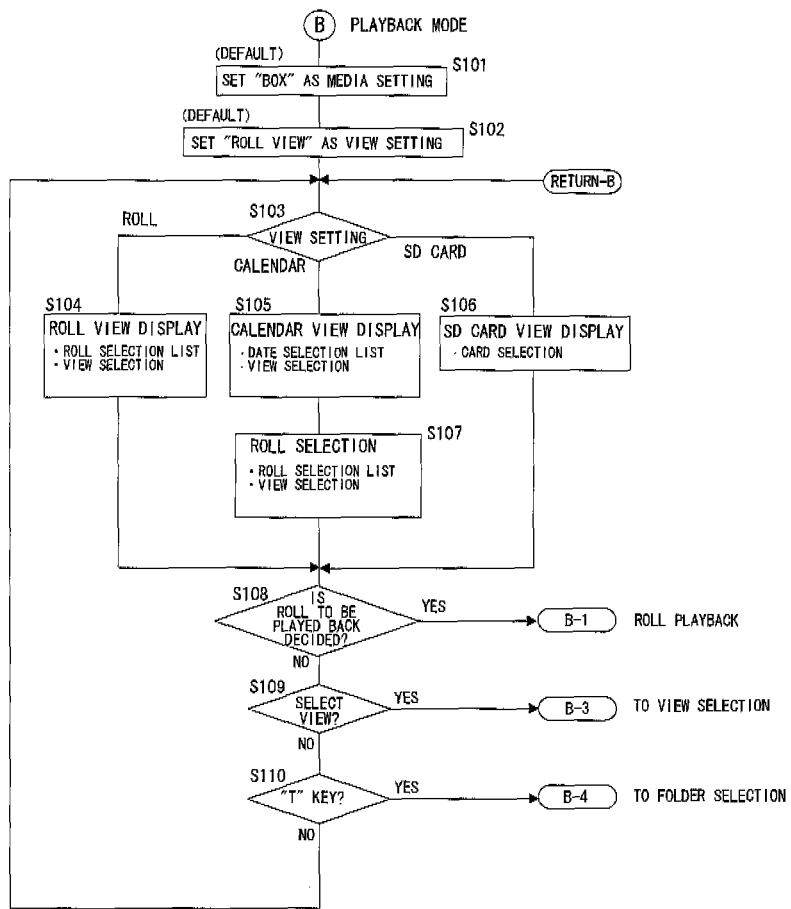 B PLAYBACK MODE
(DEFAULT)
S101
SET "BOX" AS MEDIA SETTING
(DEFAULT)
S102
SET "ROLL VIEW" AS VIEW SETTING
RETURN-B
S103
ROLL
VIEW SETTING
SD CARD
CALENDAR
S104
ROLL VIEW DISPLAY
• ROLL SELECTION LIST
• VIEW SELECTION
S105
CALENDAR VIEW DISPLAY
• DATE SELECTION LIST
• VIEW SELECTION
S106
SD CARD VIEW DISPLAY
• CARD SELECTION
S107
ROLL SELECTION
• ROLL SELECTION LIST
• VIEW SELECTION
S108
IS
ROLL TO BE
PLAYED BACK
DECIDED?
YES
B-1 ROLL PLAYBACK
NO
S109
SELECT
VIEW?
YES
B-3 TO VIEW SELECTION
NO
S110
"T" KEY?
YES
B-4 TO FOLDER SELECTION
NO